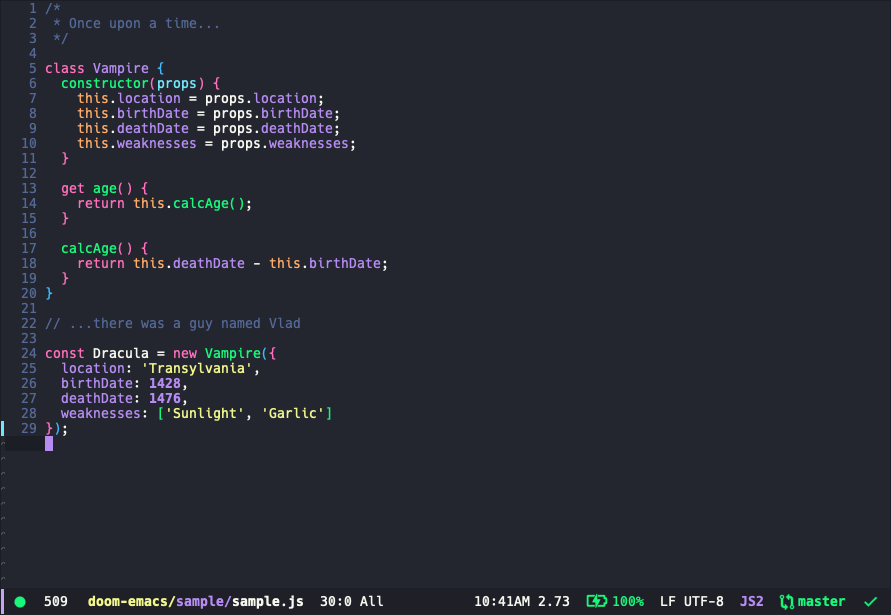 1 /*
2  * Once upon a time...
3  */
4
5 class Vampire {
6   constructor(props) {
7     this.location = props.location;
8     this.birthDate = props.birthDate;
9     this.deathDate = props.deathDate;
10     this.weaknesses = props.weaknesses;
11   }
12
13   get age() {
14     return this.calcAge();
15   }
16
17   calcAge() {
18     return this.deathDate - this.birthDate;
19   }
20 }
21
22 // ...there was a guy named Vlad
23
24 const Dracula = new Vampire({
25   location: 'Transylvania',
26   birthDate: 1428,
27   deathDate: 1476,
28   weaknesses: ['Sunlight', 'Garlic']
29 });
~
~
~
~
~
~
~
~
~
~
509 doom-emacs/sample/sample.js 30:0 All 10:41AM 2.73 100% LF UTF-8 JS2 master